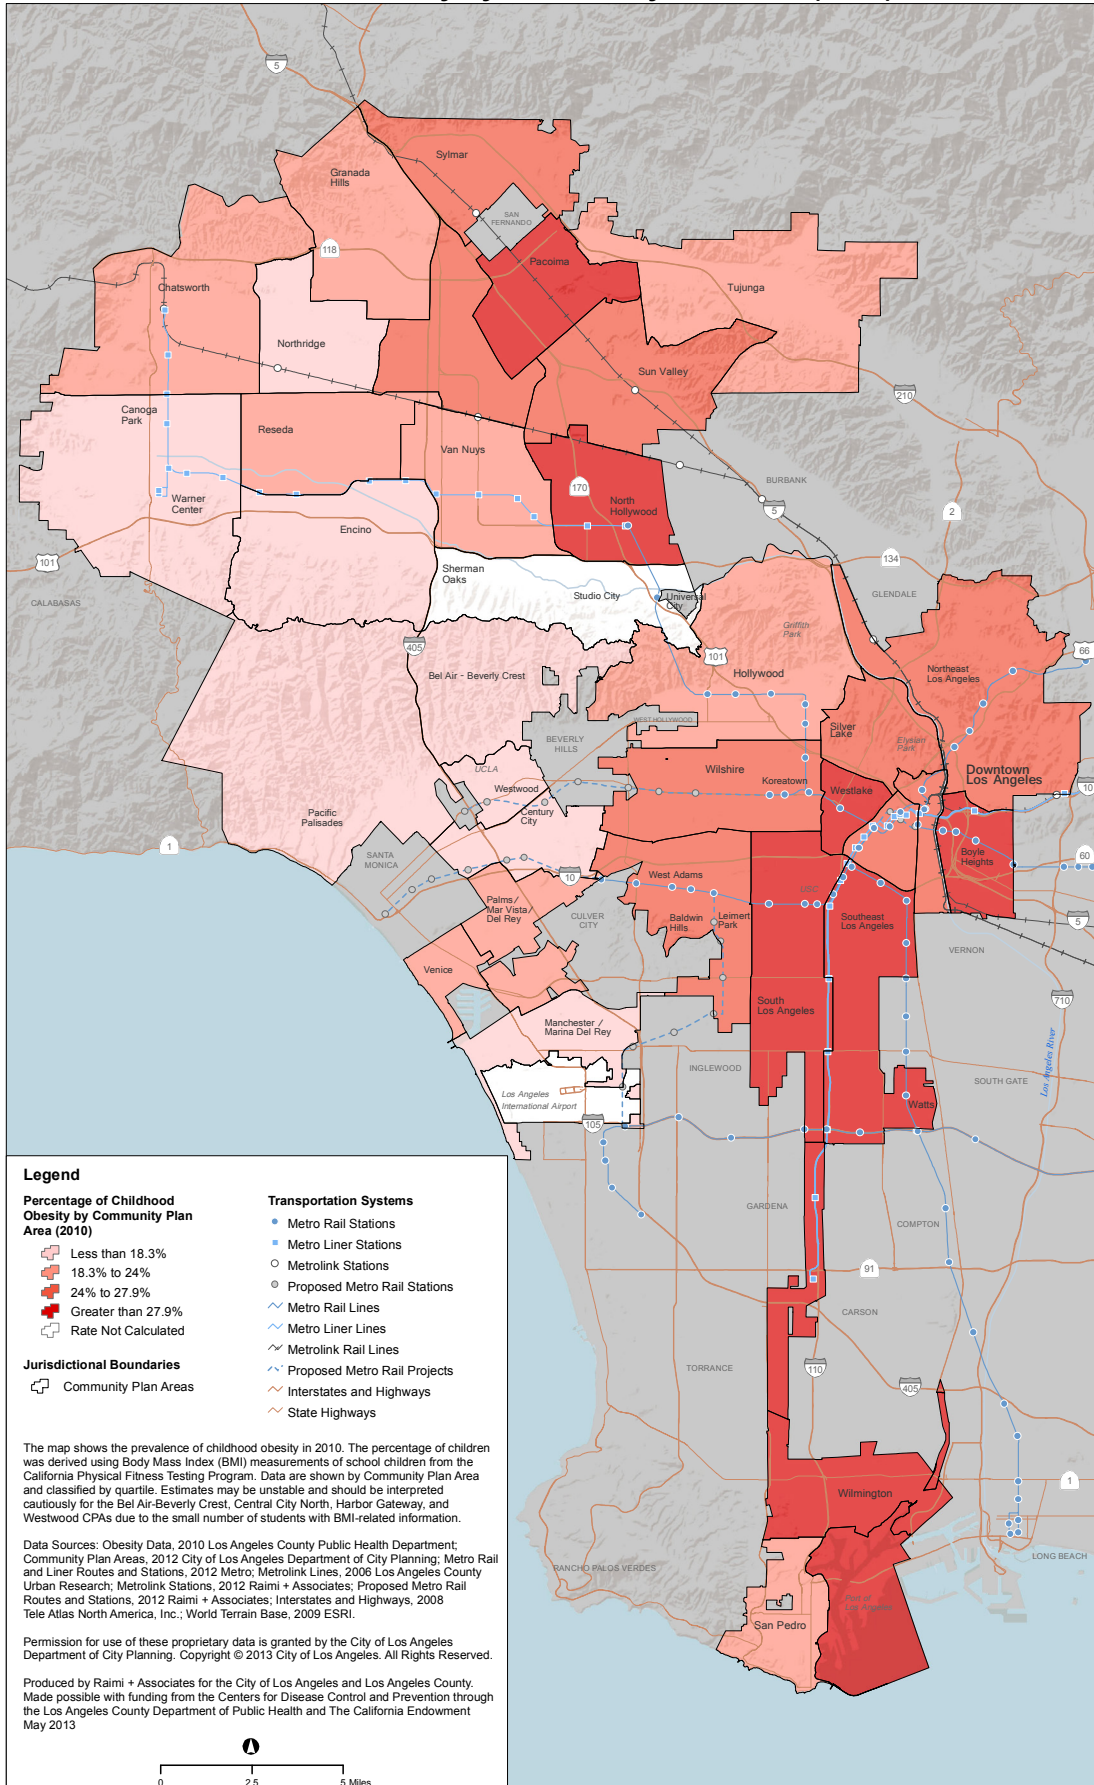 5
Sylmar
Granada
Hills
SAN
FERNANDO
118
Pacoima
Chatsworth
Tujunga
Northridge
Sun Valley
210
Canoga
Park
Reseda
Van Nuys
BURBANK
170
North
Hollywood
5
2
Warner
Center
Encino
101
134
Sherman
Oaks
Studio City
Universal
City
GLENDALE
CALABASAS
Griffith
Park
405
101
66
Bel Air - Beverly Crest
Hollywood
Northeast
Los Angeles
WEST HOLLYWOOD
Silver
Lake
Elysian
Park
BEVERLY
HILLS
UCLA
Wilshire
Koreatown
Downtown
Los Angeles
Westwood
Westlake
10
Century
City
Pacific
Palisades
1
SANTA
MONICA
Boyle
Heights
60
10
West Adams
USC
Palms /
Mar Vista /
Del Rey
CULVER
CITY
Baldwin
Hills
Leimert
Park
Southeast
Los Angeles
5
VERNON
Venice
710
South
Los Angeles
Manchester /
Marina Del Rey
INGLEWOOD
Los Angeles River
SOUTH GATE
Los Angeles
International Airport
Watts
105
GARDENA
COMPTON
91
CARSON
TORRANCE
110
405
1
Wilmington
LONG BEACH
RANCHO PALOS VERDES
Port of
Los Angeles
San Pedro
Legend
Percentage of Childhood
Obesity by Community Plan
Area (2010)
Less than 18.3%
18.3% to 24%
24% to 27.9%
Greater than 27.9%
Rate Not Calculated
Jurisdictional Boundaries
Community Plan Areas
Transportation Systems
Metro Rail Stations
Metro Liner Stations
Metrolink Stations
Proposed Metro Rail Stations
Metro Rail Lines
Metro Liner Lines
Metrolink Rail Lines
Proposed Metro Rail Projects
Interstates and Highways
State Highways
The map shows the prevalence of childhood obesity in 2010. The percentage of children
was derived using Body Mass Index (BMI) measurements of school children from the
California Physical Fitness Testing Program. Data are shown by Community Plan Area
and classified by quartile. Estimates may be unstable and should be interpreted
cautiously for the Bel Air-Beverly Crest, Central City North, Harbor Gateway, and
Westwood CPAs due to the small number of students with BMI-related information.
Data Sources: Obesity Data, 2010 Los Angeles County Public Health Department;
Community Plan Areas, 2012 City of Los Angeles Department of City Planning; Metro Rail
and Liner Routes and Stations, 2012 Metro; Metrolink Lines, 2006 Los Angeles County
Urban Research; Metrolink Stations, 2012 Raimi + Associates; Proposed Metro Rail
Routes and Stations, 2012 Raimi + Associates; Interstates and Highways, 2008
Tele Atlas North America, Inc.; World Terrain Base, 2009 ESRI.
Permission for use of these proprietary data is granted by the City of Los Angeles
Department of City Planning. Copyright © 2013 City of Los Angeles. All Rights Reserved.
Produced by Raimi + Associates for the City of Los Angeles and Los Angeles County.
Made possible with funding from the Centers for Disease Control and Prevention through
the Los Angeles County Department of Public Health and The California Endowment
May 2013
0 2.5 5 Miles